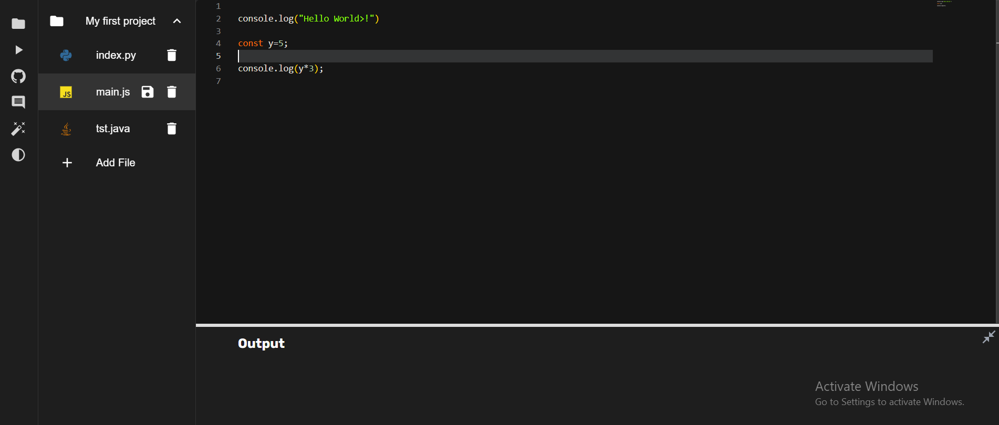 My first project
index.py
JS
main.js
tst.java
Add File
1
2 console.log("Hello World>!")
3
4 const y=5;
5
6 console.log(y*3);
7
Output
Activate Windows
Go to Settings to activate Windows.